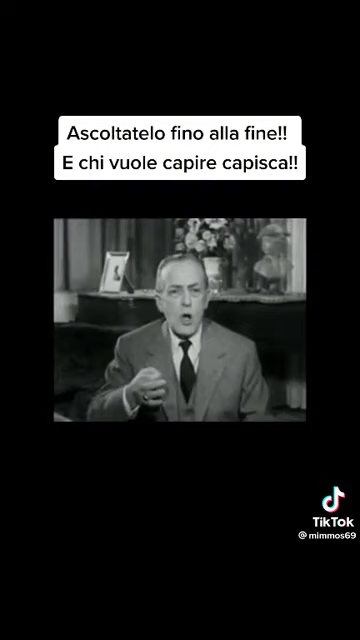 Ascoltatelo fino alla fine!!
E chi vuole capire capisca!!
TikTok
@mimmos69